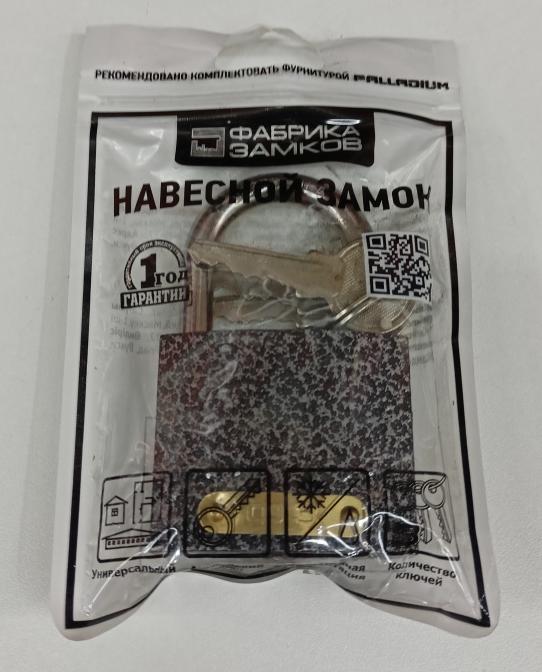 РЕКОМЕНДОВАНО КОМПЛЕКТОВАТЬ ФУРНИТУРОЙ PALLADIUM
ФАБРИКА
ЗАМКОВ
НАВЕСНОЙ ЗАМОК
1 ГОД
ГАРАНТИИ
Универсальный
Количество
ключей